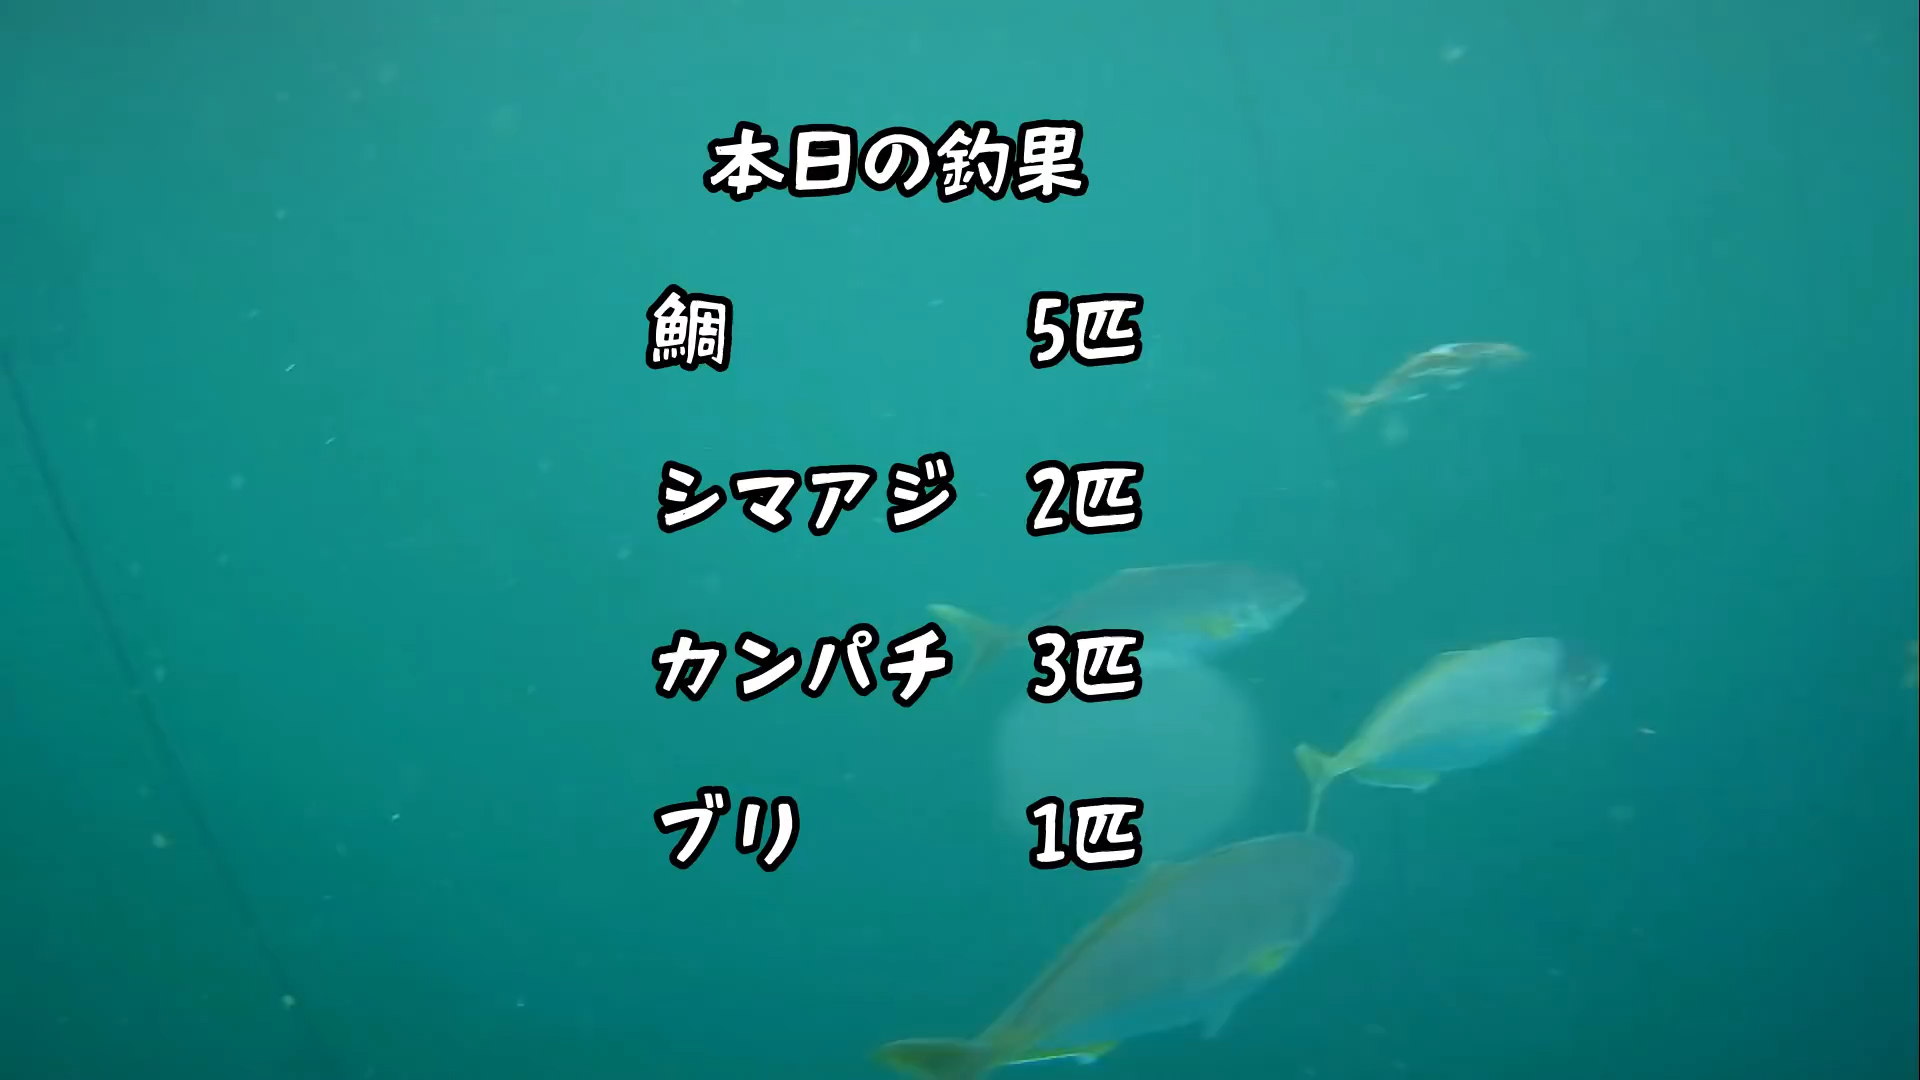 本日の釣果
鯛 5匹
シマアジ 2匹
カンパチ 3匹
ブリ 1匹